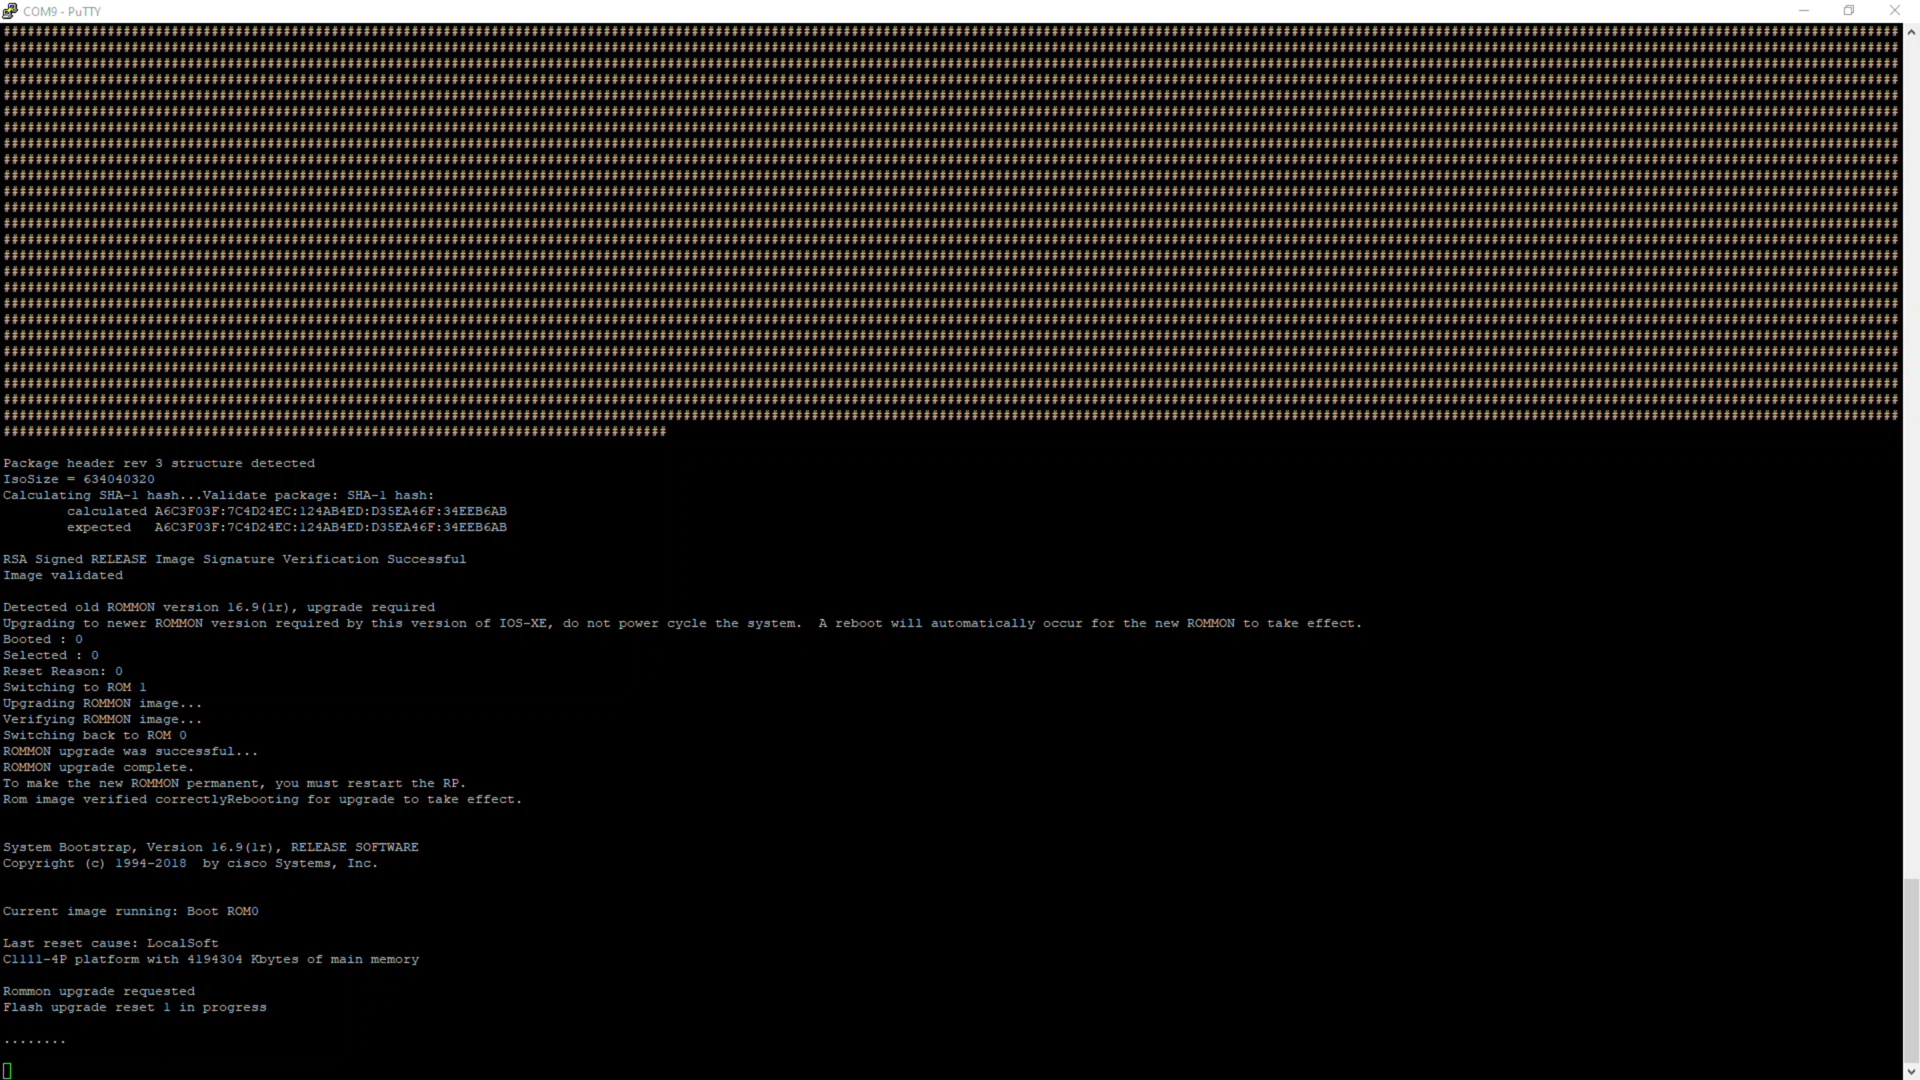 COM9 - PuTTY
Package header rev 3 structure detected
IsoSize = 634040320
Calculating SHA-1 hash...Validate package: SHA-1 hash:
        calculated A6C3F03F:7C4D24EC:124AB4ED:D35EA46F:34EEB6AB
        expected   A6C3F03F:7C4D24EC:124AB4ED:D35EA46F:34EEB6AB
RSA Signed RELEASE Image Signature Verification Successful
Image validated
Detected old ROMMON version 16.9(1r), upgrade required
Upgrading to newer ROMMON version required by this version of IOS-XE, do not power cycle the system.  A reboot will automatically occur for the new ROMMON to take effect.
Booted : 0
Selected : 0
Reset Reason: 0
Switching to ROM 1
Upgrading ROMMON image...
Verifying ROMMON image...
Switching back to ROM 0
ROMMON upgrade was successful...
ROMMON upgrade complete.
To make the new ROMMON permanent, you must restart the RP.
Rom image verified correctlyRebooting for upgrade to take effect.
System Bootstrap, Version 16.9(1r), RELEASE SOFTWARE
Copyright (c) 1994-2018  by cisco Systems, Inc.
Current image running: Boot ROM0
Last reset cause: LocalSoft
C1111-4P platform with 4194304 Kbytes of main memory
Rommon upgrade requested
Flash upgrade reset 1 in progress
........